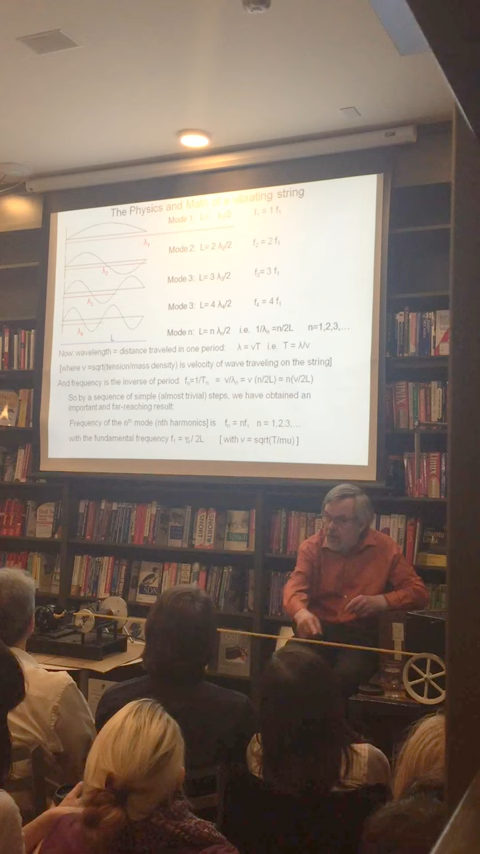 The Physics and Math of a vibrating string
Mode 1: L= λ₁/2 f₁ = 1 f₁
λ₁
Mode 2: L= 2 λ₂/2 f₂ = 2 f₁
λ₂
Mode 3: L= 3 λ₃/2 f₃= 3 f₁
λ₃
Mode 3: L= 4 λ₄/2 f₄ = 4 f₁
λ₄
L
Mode n: L= n λₙ/2 i.e. 1/λₙ =n/2L n=1,2,3,…
Now wavelength = distance traveled in one period: λ = vT i.e. T = λ/v
[where v =sqrt(tension/mass density) is velocity of wave traveling on the string]
And frequency is the inverse of period: fₙ=1/Tₙ = v/λₙ = v (n/2L) = n(v/2L)
So by a sequence of simple (almost trivial) steps, we have obtained an
important and far-reaching result:
Frequency of the nᵗʰ mode (nth harmonics] is fₙ = nf₁ n = 1,2,3,…
with the fundamental frequency f₁ = / 2L [ with v = sqrt(T/mu) ]